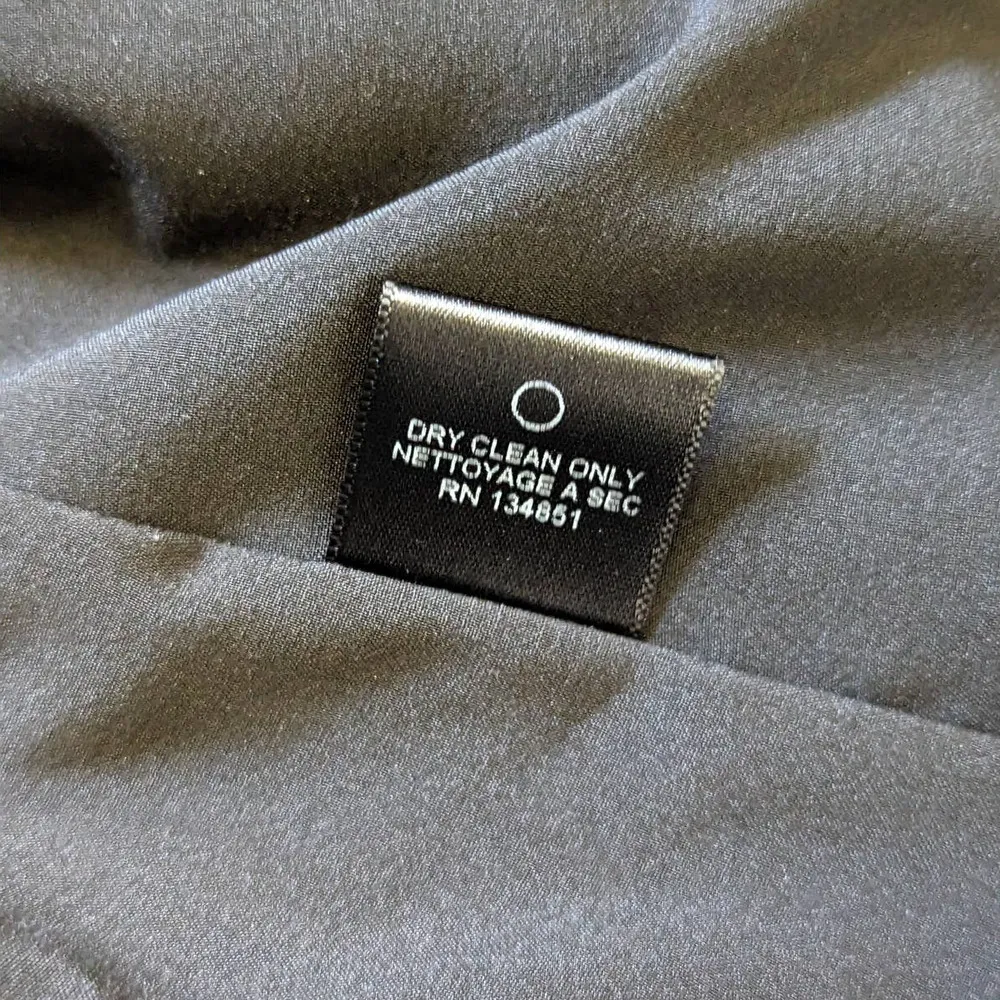 DRY CLEAN ONLY
NETTOYAGE A SEC
RN 134851